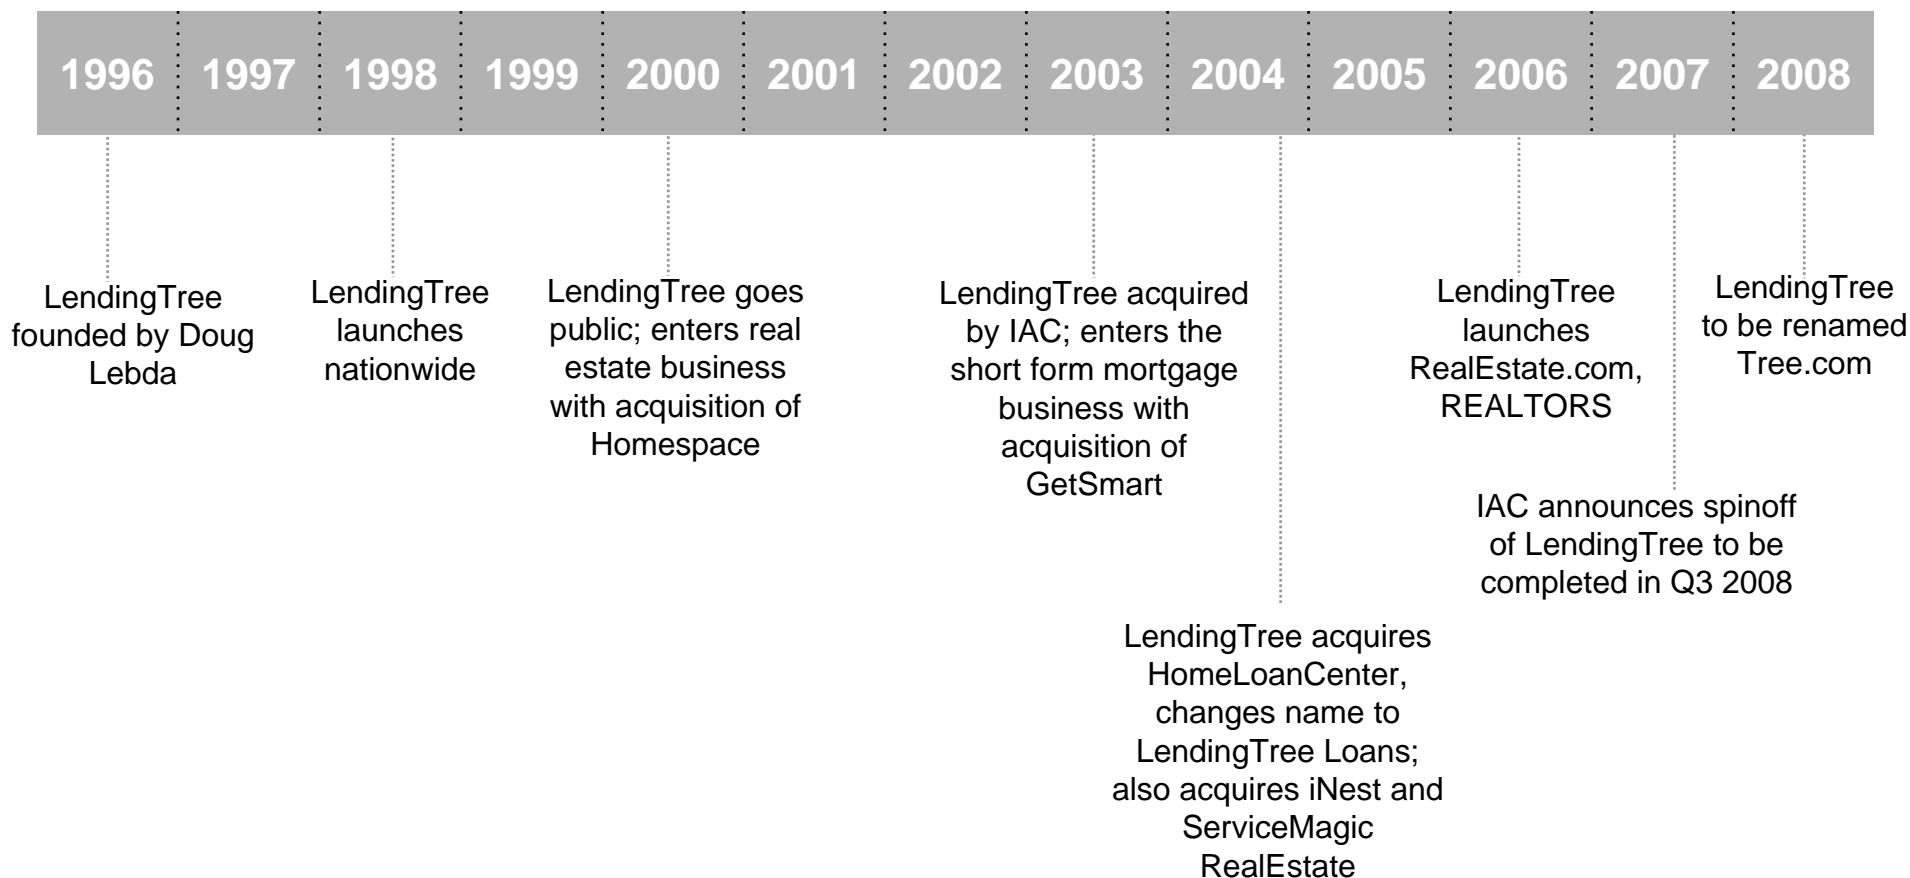 1996 1997 1998 1999 2000 2001 2002 2003 2004 2005 2006 2007 2008
LendingTree
founded by Doug
Lebda
LendingTree
launches
nationwide
LendingTree goes
public; enters real
estate business
with acquisition of
Homespace
LendingTree acquired
by IAC; enters the
short form mortgage
business with
acquisition of
GetSmart
LendingTree acquires
HomeLoanCenter,
changes name to
LendingTree Loans;
also acquires iNest and
ServiceMagic
RealEstate
LendingTree
launches
RealEstate.com,
REALTORS
IAC announces spinoff
of LendingTree to be
completed in Q3 2008
LendingTree
to be renamed
Tree.com